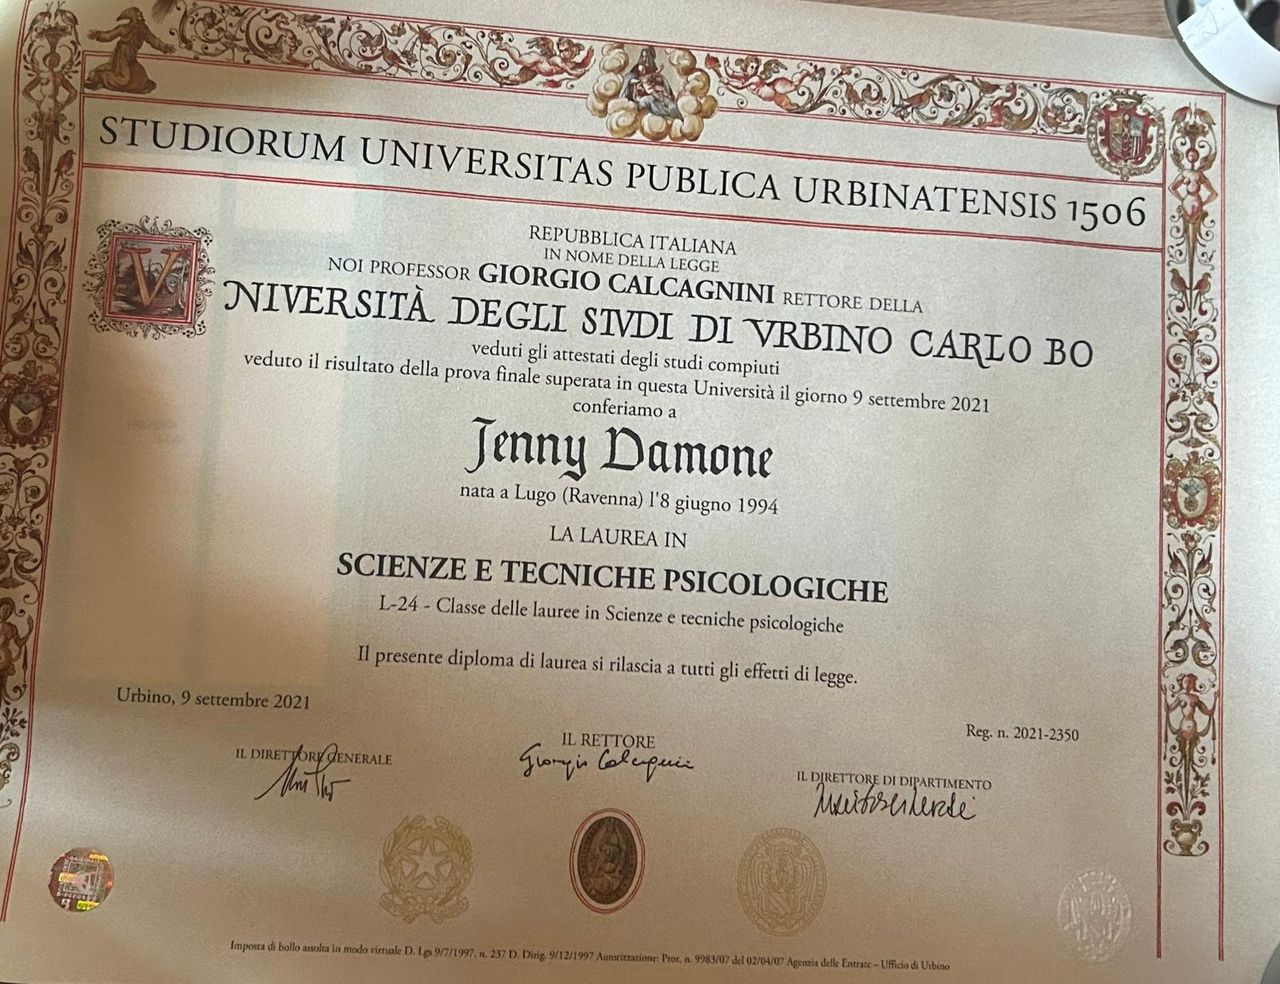 STUDIORUM UNIVERSITAS PUBLICA URBINATENSIS 1506
REPUBBLICA ITALIANA
IN NOME DELLA LEGGE
NOI PROFESSOR GIORGIO CALCAGNINI RETTORE DELLA
VNIVERSITÀ DEGLI STVDI DI VRBINO CARLO BO
veduti gli attestati degli studi compiuti
veduto il risultato della prova finale superata in questa Università il giorno 9 settembre 2021
conferiamo a
Jenny Damone
nata a Lugo (Ravenna) l'8 giugno 1994
LA LAUREA IN
SCIENZE E TECNICHE PSICOLOGICHE
L-24 - Classe delle lauree in Scienze e tecniche psicologiche
Il presente diploma di laurea si rilascia a tutti gli effetti di legge.
Urbino, 9 settembre 2021
Reg. n. 2021-2350
IL DIRETTORE GENERALE
IL RETTORE
Giorgio Calcagnini
IL DIRETTORE DI DIPARTIMENTO
Imposta di bollo assolta in modo virtuale D. Lgs 9/7/1997, n. 237 D. Dirig. 9/12/1997 Autorizzazione: Prot. n. 9983/07 del 02/04/07 Agenzia delle Entrate – Ufficio di Urbino